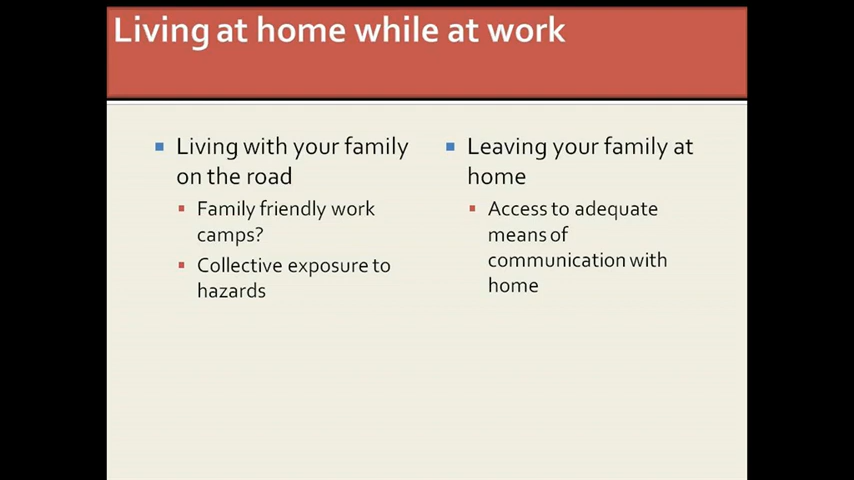 Living at home while at work
Living with your family
on the road
Family friendly work
camps?
Collective exposure to
hazards
Leaving your family at
home
Access to adequate
means of
communication with
home